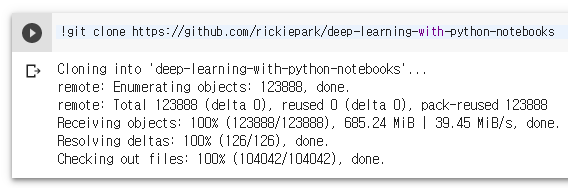 !git clone https://github.com/rickiepark/deep-learning-with-python-notebooks
Cloning into 'deep-learning-with-python-notebooks'...
remote: Enumerating objects: 123888, done.
remote: Total 123888 (delta 0), reused 0 (delta 0), pack-reused 123888
Receiving objects: 100% (123888/123888), 685.24 MiB | 39.45 MiB/s, done.
Resolving deltas: 100% (126/126), done.
Checking out files: 100% (104042/104042), done.